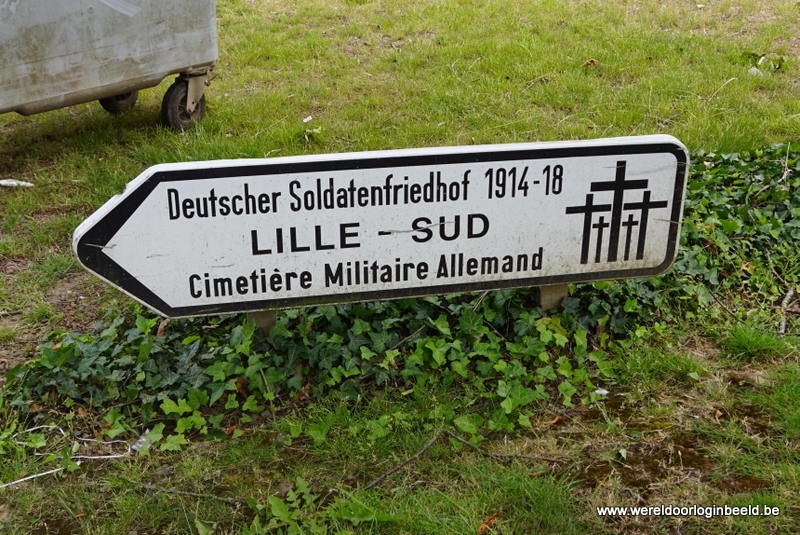 Deutscher Soldatenfriedhof 1914-18
LILLE - SUD
Cimetière Militaire Allemand
www.wereldoorloginbeeld.be